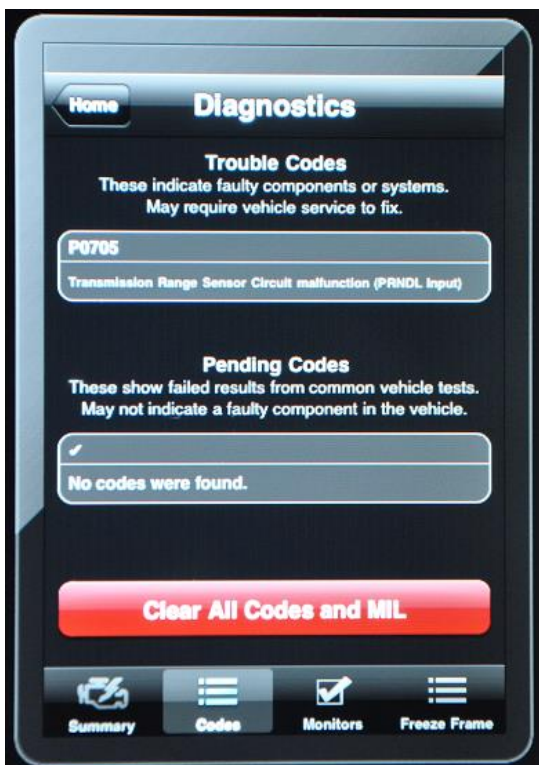 Home
Diagnostics
Trouble Codes
These indicate faulty components or systems.
May require vehicle service to fix.
P0705
Transmission Range Sensor Circuit malfunction (PRNDL Input)
Pending Codes
These show failed results from common vehicle tests.
May not indicate a faulty component in the vehicle.
✔
No codes were found.
Clear All Codes and MIL
Summary
Codes
Monitors
Freeze Frame